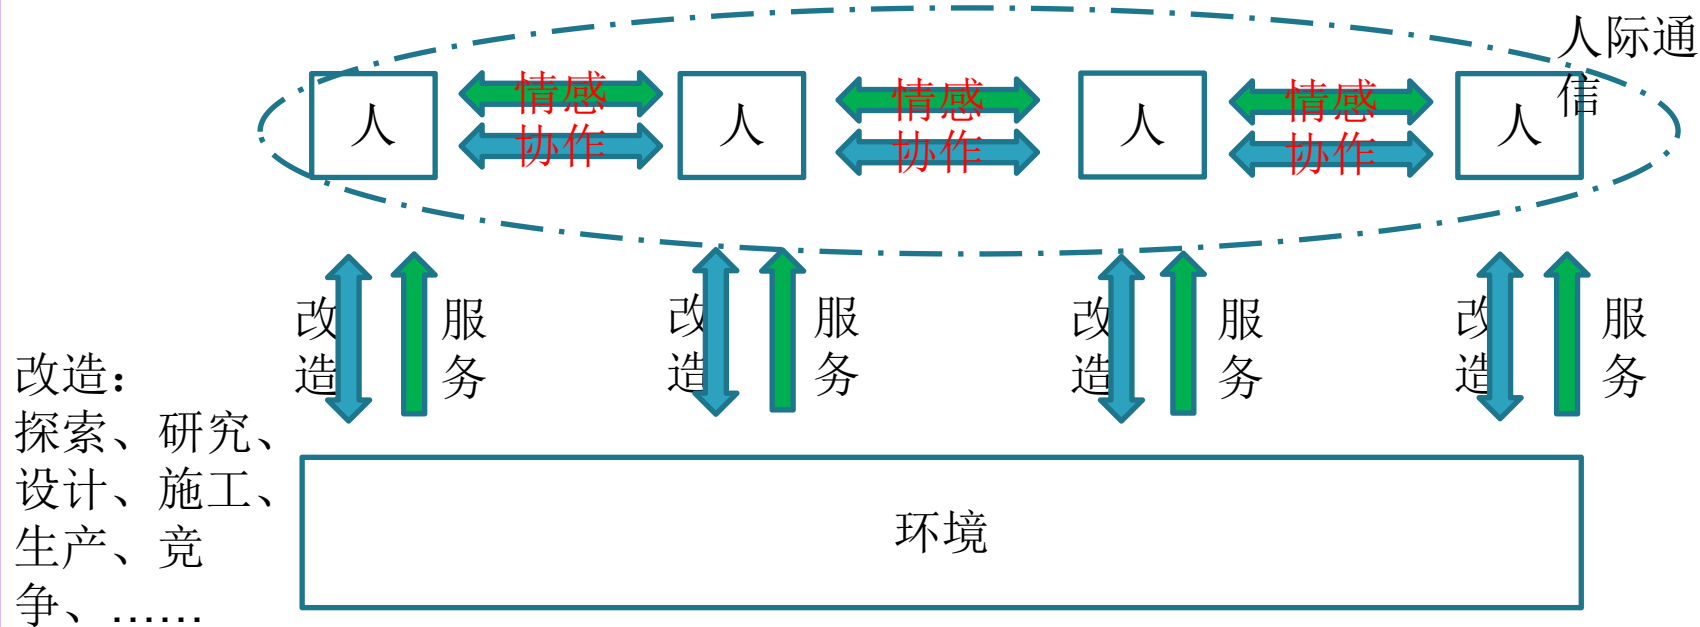 人际通
信
人
情感
协作
人
情感
协作
人
情感
协作
人
改
造
服
务
改
造
服
务
改
造
服
务
改
造
服
务
改造：
探索、研究、
设计、施工、
生产、竞
争、……
环境